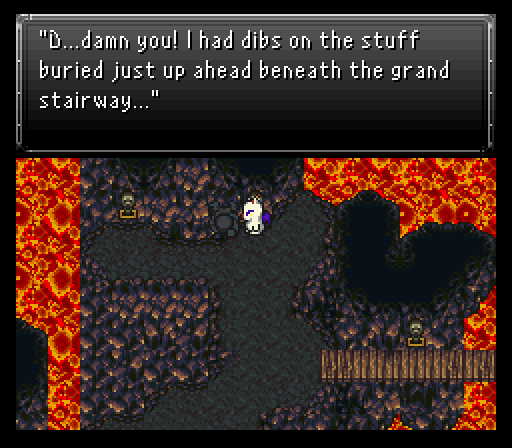 "D...damn you! I had dibs on the stuff
buried just up ahead beneath the grand
stairway..."